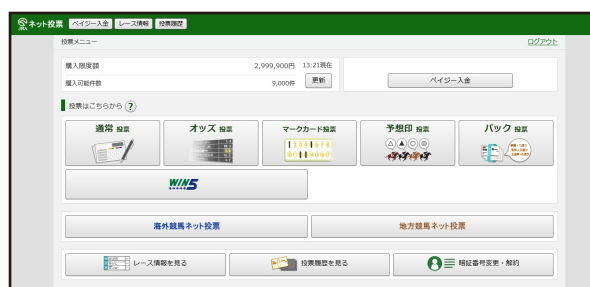 ネット投票 ペイジー入金 レース情報 投票履歴
投票メニュー ログアウト
購入限度額 2,999,900円 13:21現在
購入可能件数 9,000件 更新 ペイジー入金
投票はこちらから ?
通常 投票 オッズ 投票 マークカード投票 予想印 投票 パック 投票
WIN5
海外競馬ネット投票 地方競馬ネット投票
レース情報を見る 投票履歴を見る 暗証番号変更・解約